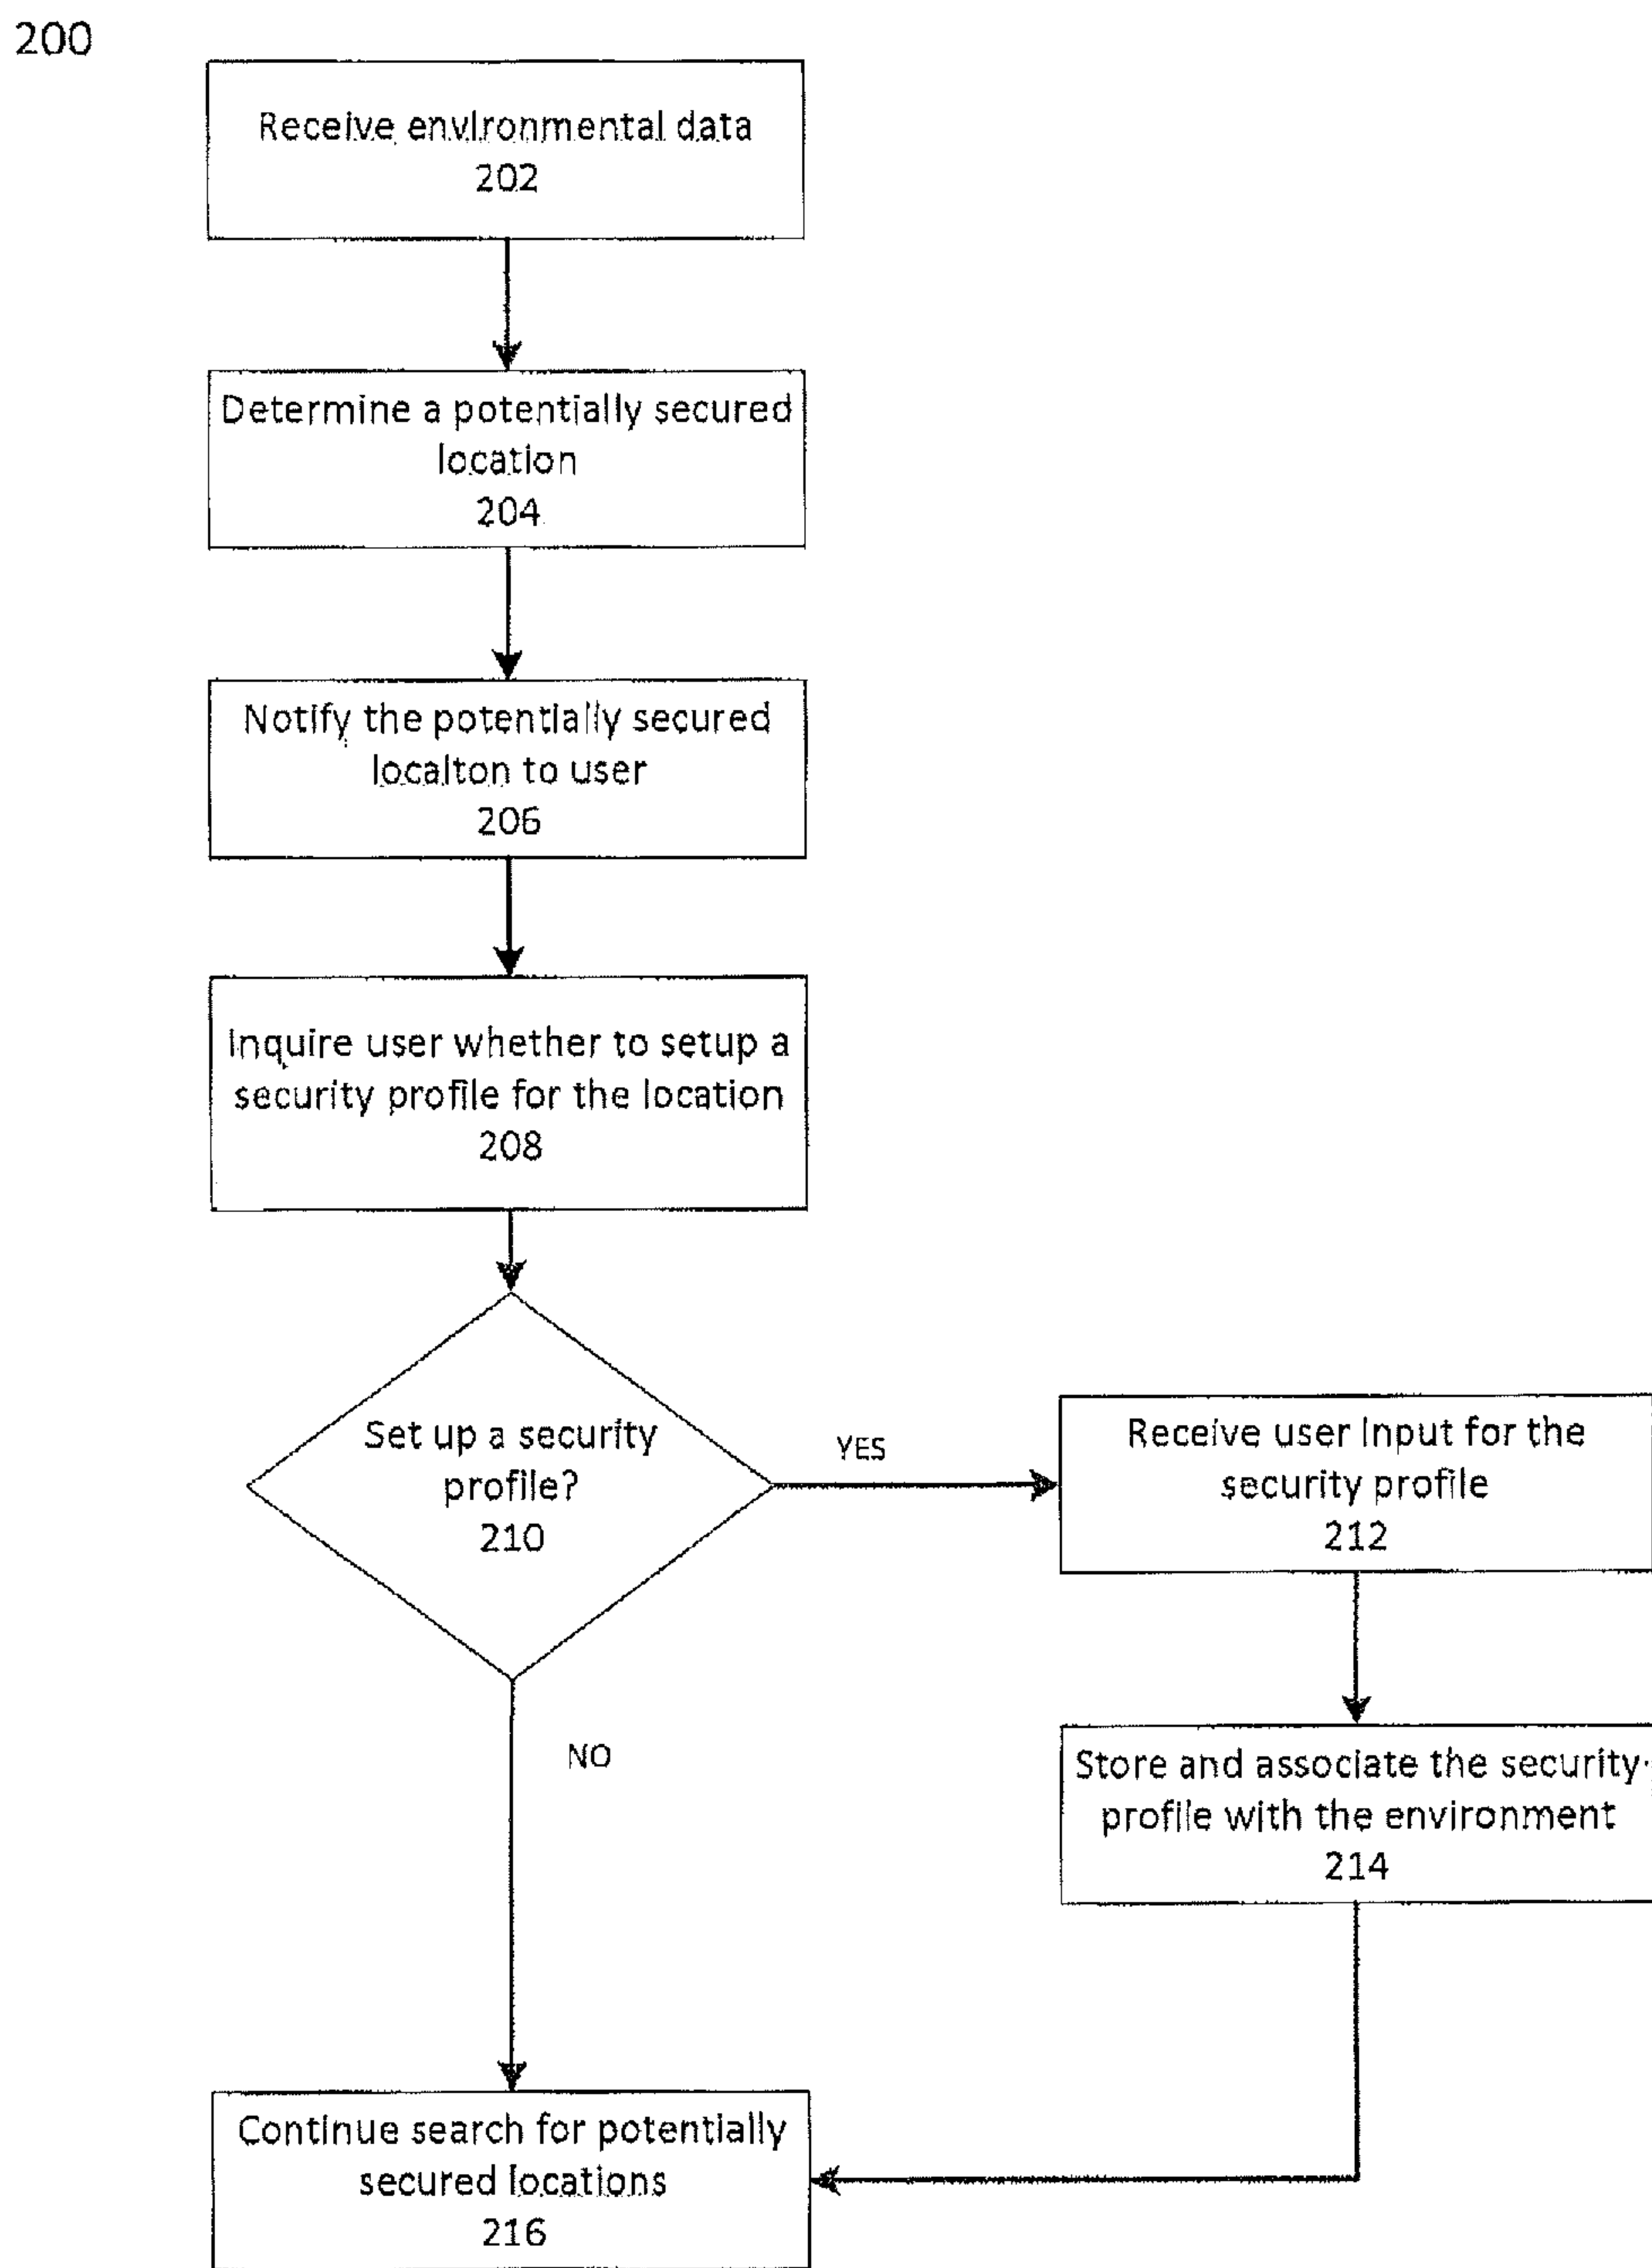 200
Receive environmental data
202
Determine a potentially secured
location
204
Notify the potentially secured
localton to user
206
Inquire user whether to setup a
security profile for the location
208
Set up a security
profile?
210
YES
Receive user input for the
security profile
212
NO
Store and associate the security
profile with the environment
214
Continue search for potentially
secured locations
216